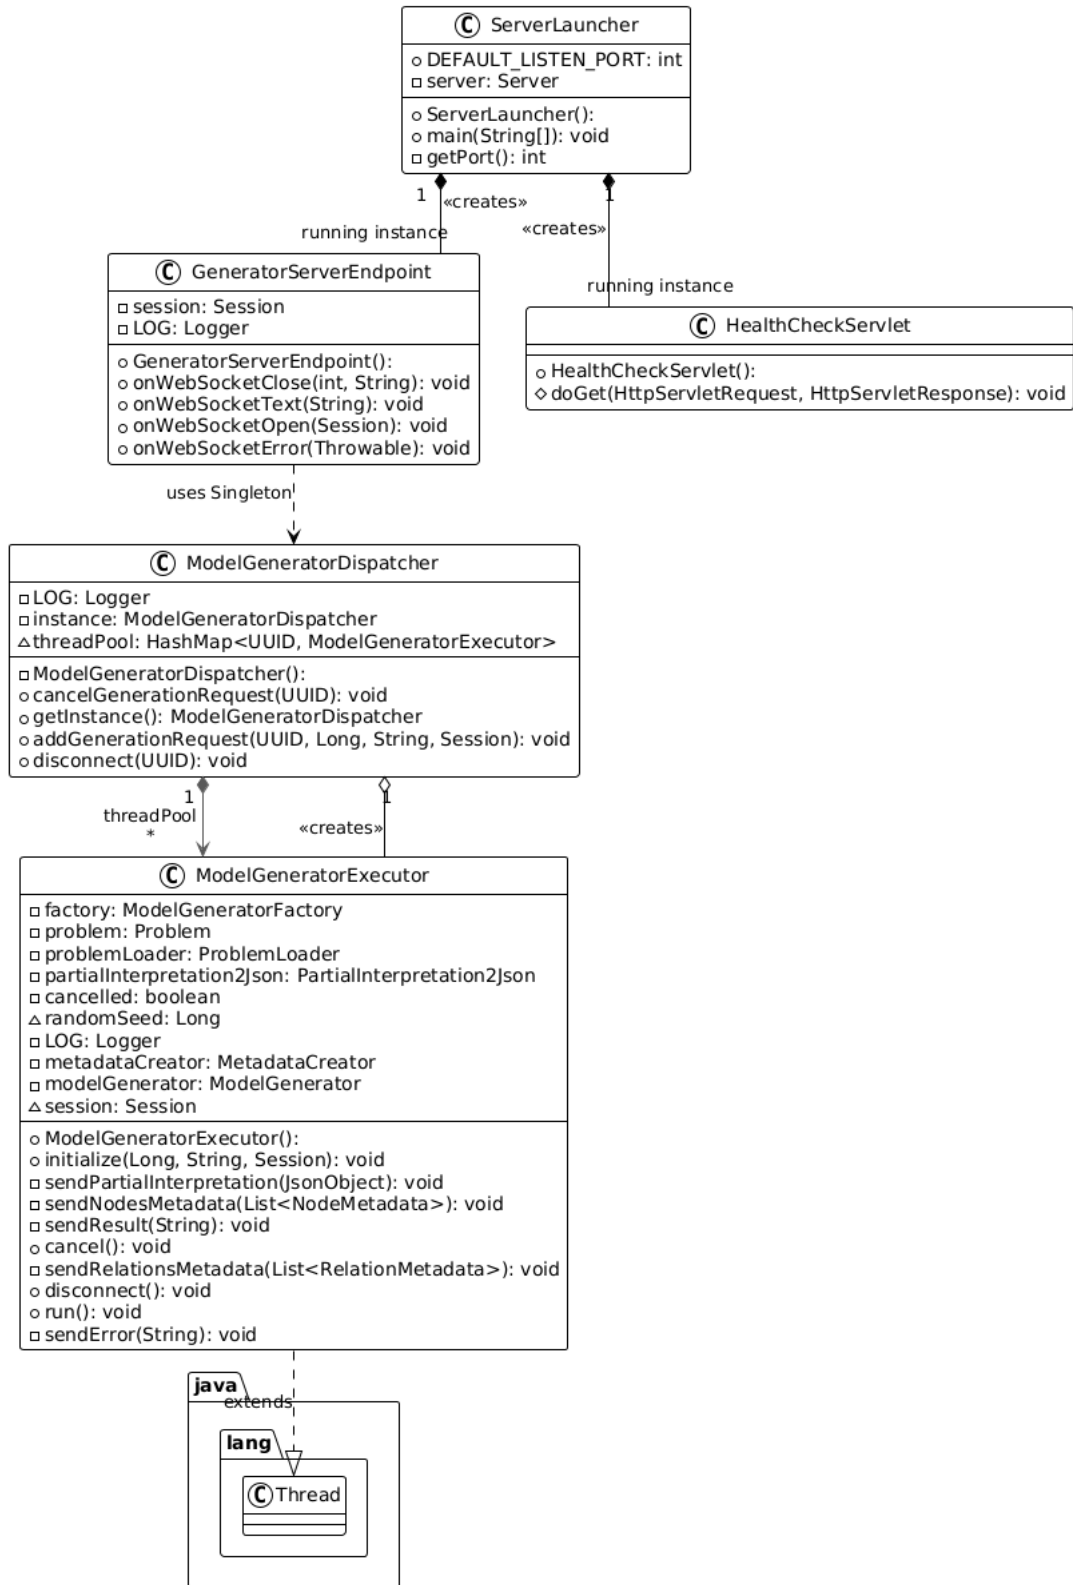 C ServerLauncher
DEFAULT_LISTEN_PORT: int
server: Server
ServerLauncher():
main(String[]): void
getPort(): int
1
«creates»
1
«creates»
running instance
running instance
C GeneratorServerEndpoint
session: Session
LOG: Logger
GeneratorServerEndpoint():
onWebSocketClose(int, String): void
onWebSocketText(String): void
onWebSocketOpen(Session): void
onWebSocketError(Throwable): void
C HealthCheckServlet
HealthCheckServlet():
doGet(HttpServletRequest, HttpServletResponse): void
uses Singleton
C ModelGeneratorDispatcher
LOG: Logger
instance: ModelGeneratorDispatcher
threadPool: HashMap<UUID, ModelGeneratorExecutor>
ModelGeneratorDispatcher():
cancelGenerationRequest(UUID): void
getInstance(): ModelGeneratorDispatcher
addGenerationRequest(UUID, Long, String, Session): void
disconnect(UUID): void
1
threadPool
*
1
«creates»
C ModelGeneratorExecutor
factory: ModelGeneratorFactory
problem: Problem
problemLoader: ProblemLoader
partialInterpretation2Json: PartialInterpretation2Json
cancelled: boolean
randomSeed: Long
LOG: Logger
metadataCreator: MetadataCreator
modelGenerator: ModelGenerator
session: Session
ModelGeneratorExecutor():
initialize(Long, String, Session): void
sendPartialInterpretation(JsonObject): void
sendNodesMetadata(List<NodeMetadata>): void
sendResult(String): void
cancel(): void
sendRelationsMetadata(List<RelationMetadata>): void
disconnect(): void
run(): void
sendError(String): void
java
extends
lang
C Thread